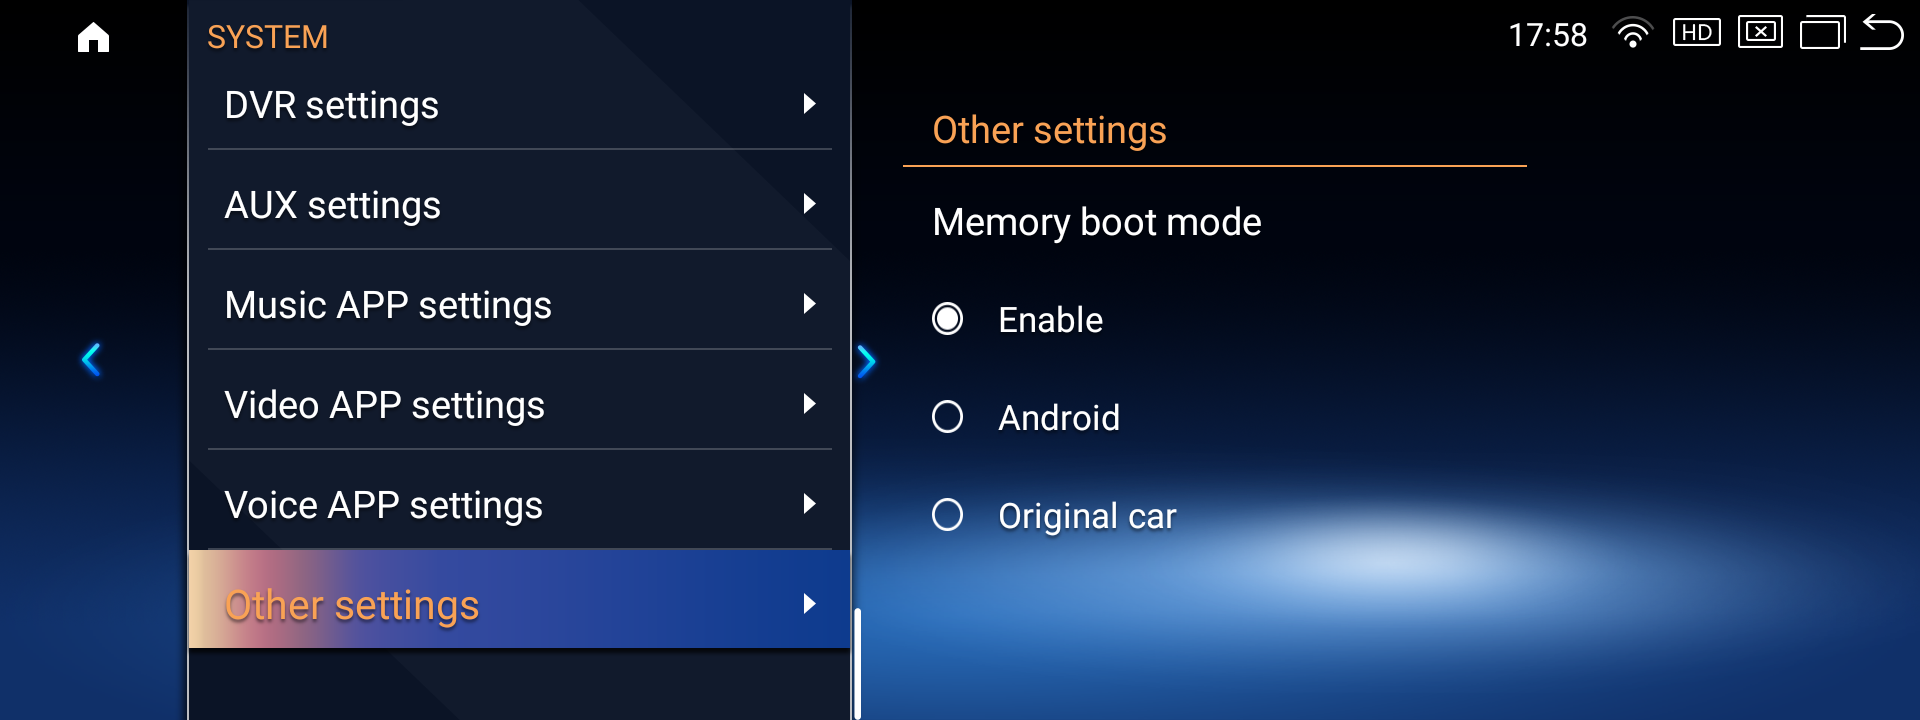 SYSTEM
DVR settings
AUX settings
Music APP settings
Video APP settings
Voice APP settings
Other settings
17:58
HD
Other settings
Memory boot mode
Enable
Android
Original car